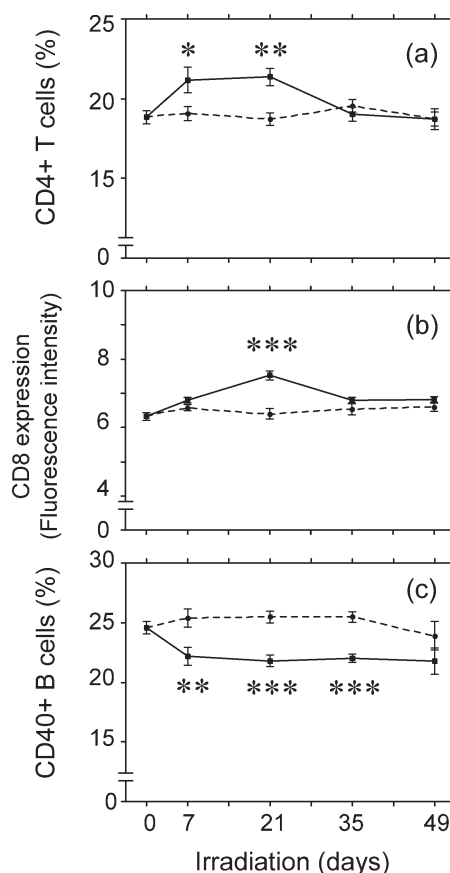 25
20
15
0
CD4+ T cells (%)
(a)
* **
10
8
6
4
0
CD8 expression
(Fluorescence intensity)
(b)
***
30
25
20
15
0
CD40+ B cells (%)
(c)
** *** ***
0 7 21 35 49
Irradiation (days)